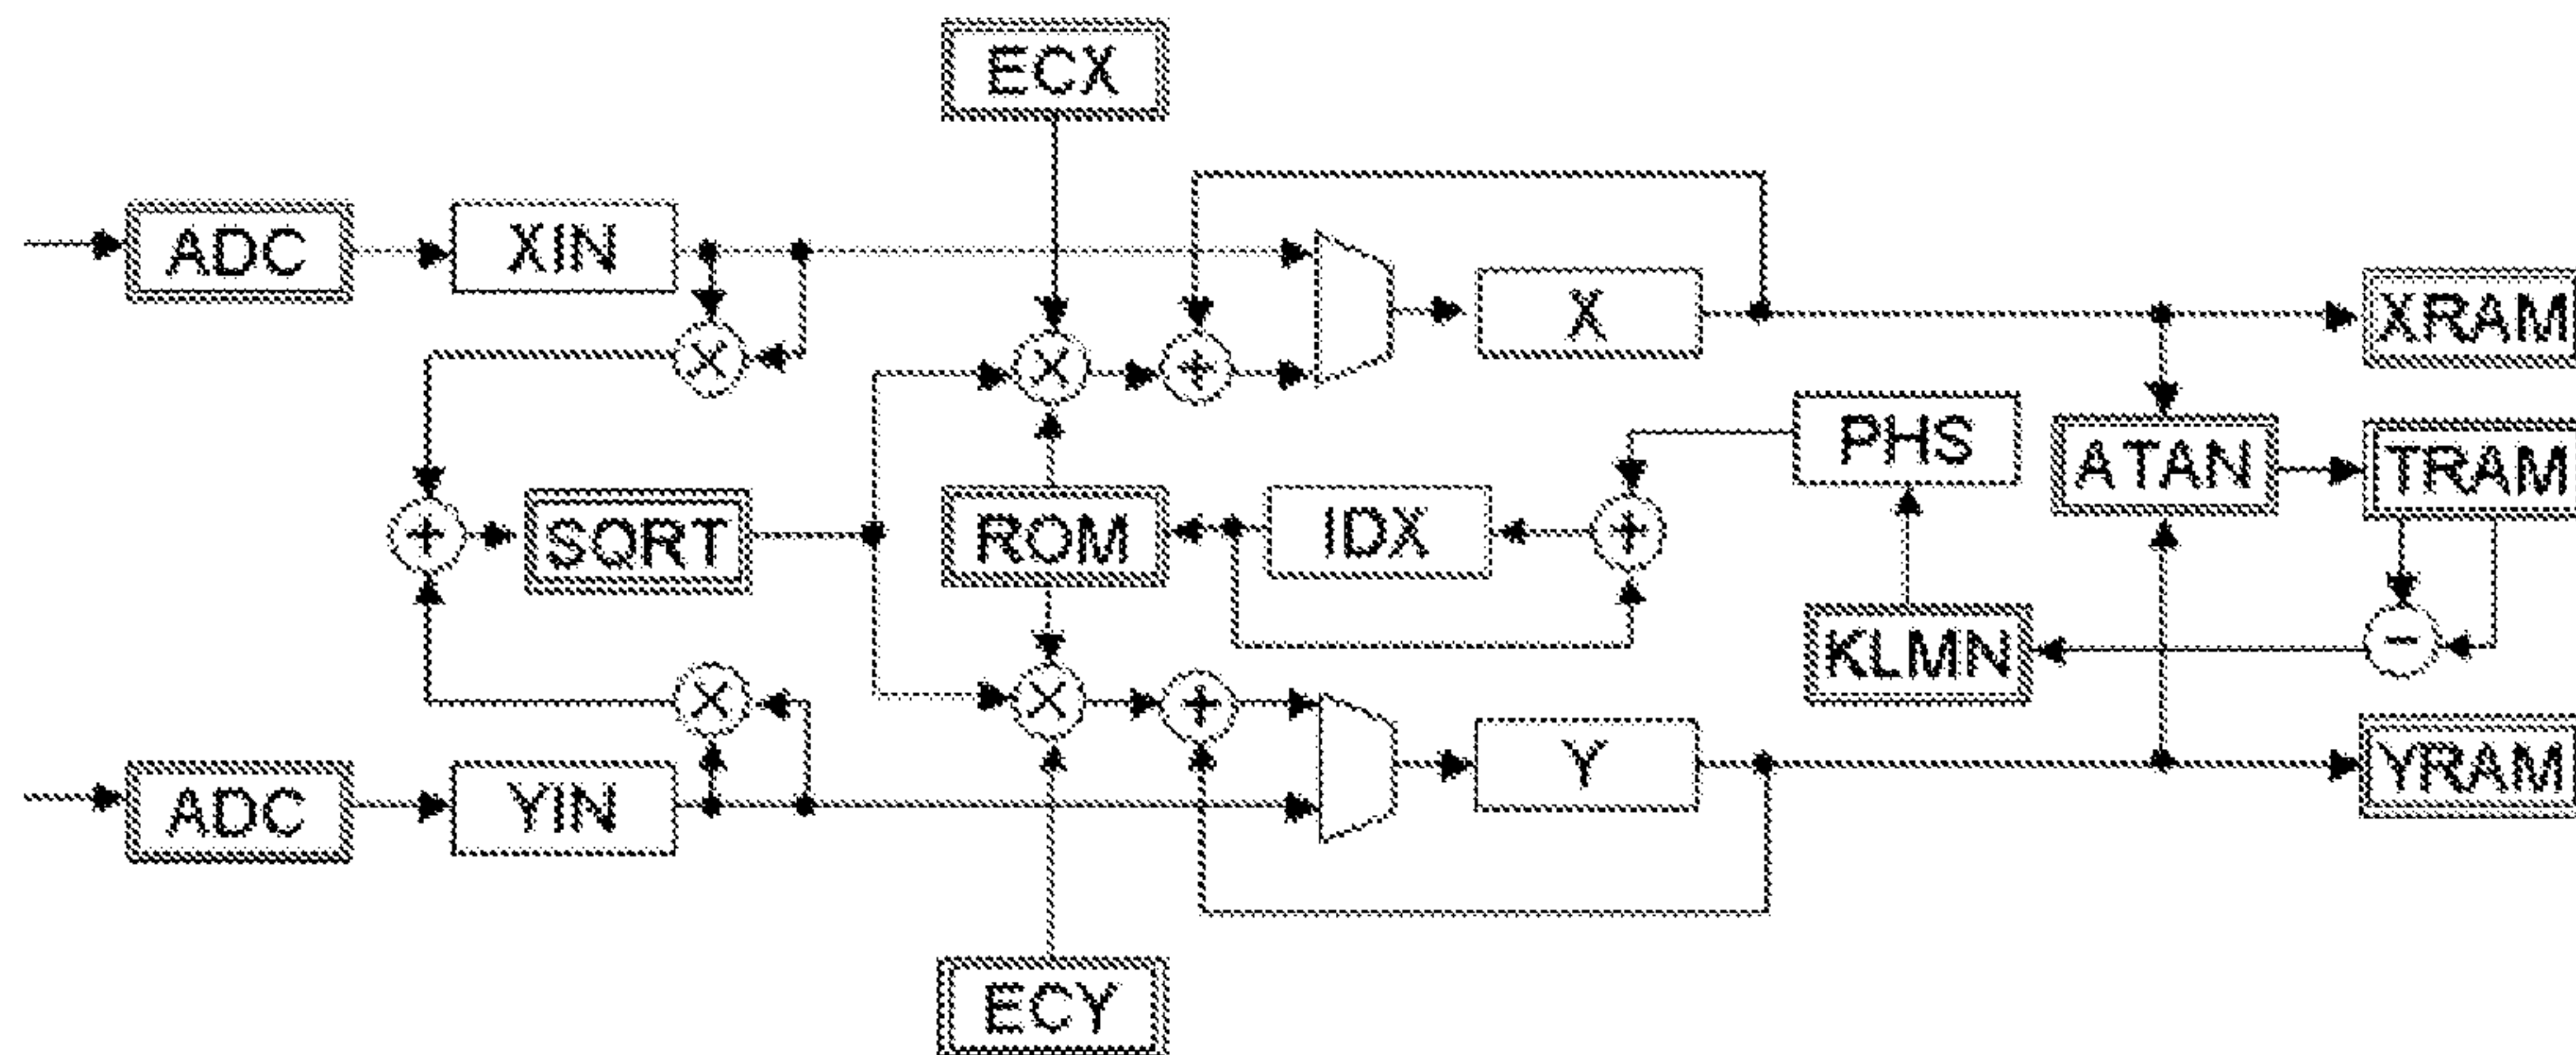 ECX
ADC
XIN
X
XRAM
PHS
ATAN
TRAM
SQRT
ROM
IDX
KLMN
ADC
YIN
Y
YRAM
ECY